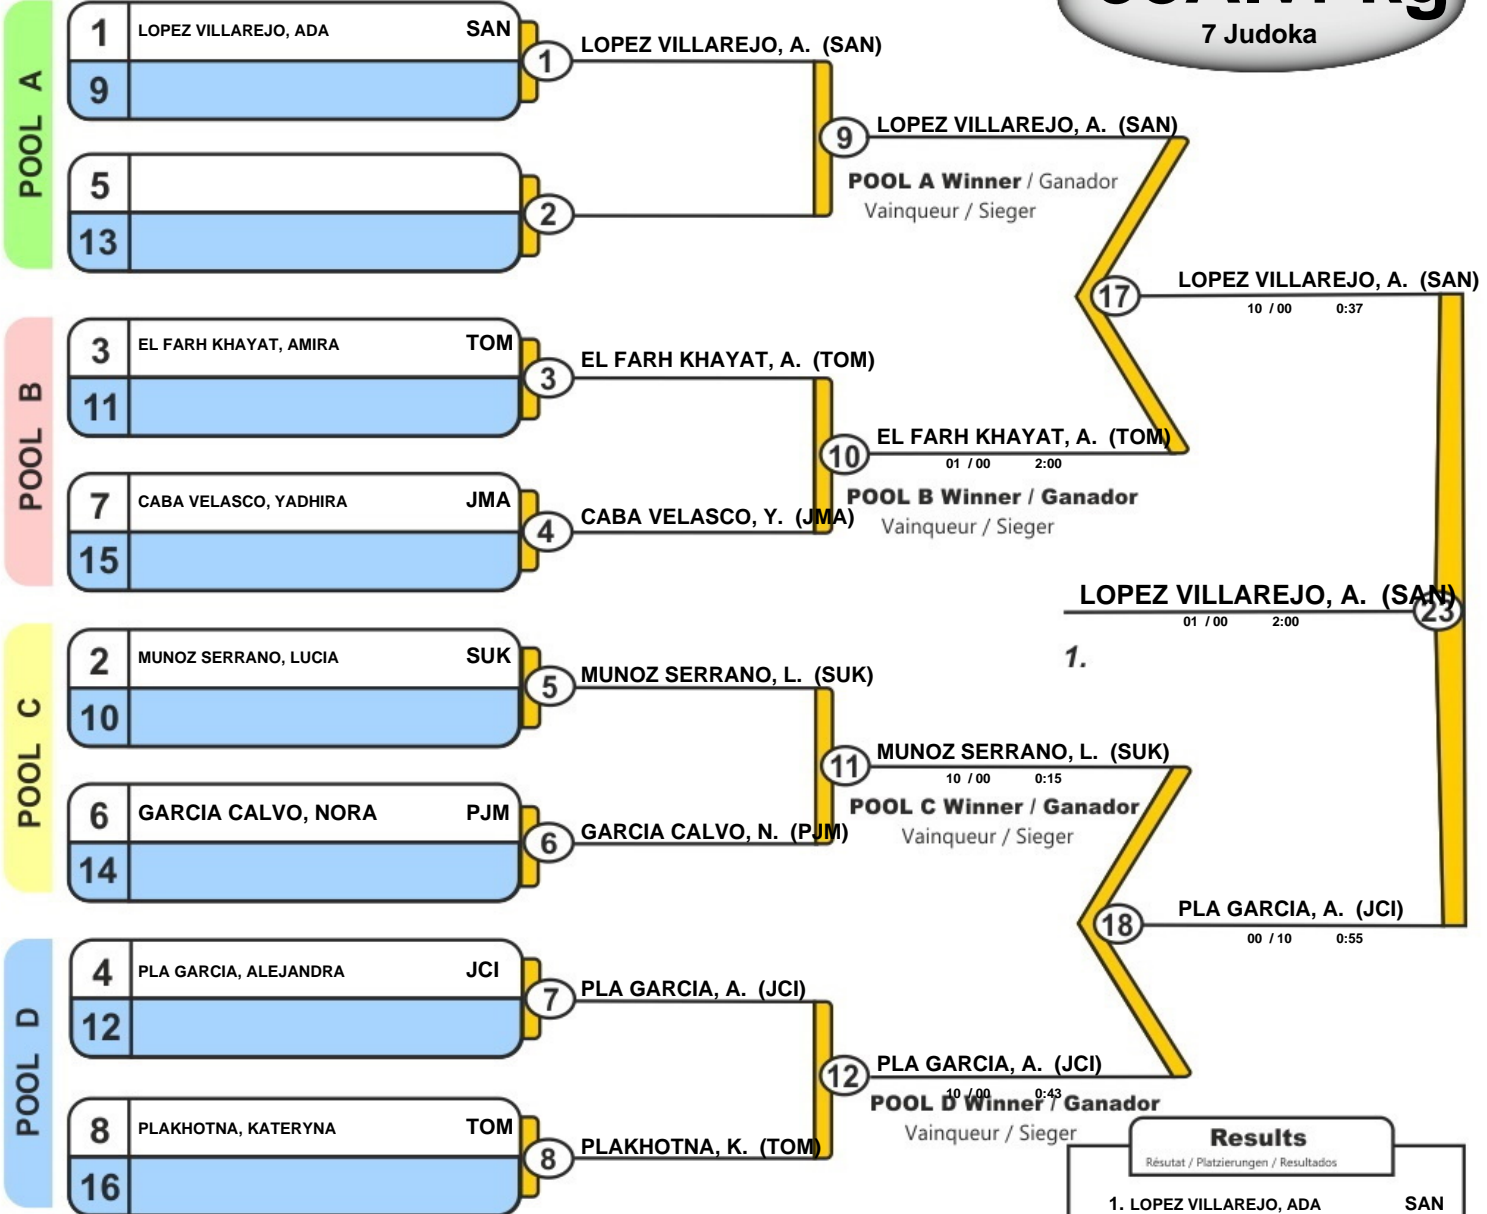 kg
7 Judoka
POOL A
1 LOPEZ VILLAREJO, ADA SAN
9
5
13
1 LOPEZ VILLAREJO, A. (SAN)
2
9 LOPEZ VILLAREJO, A. (SAN)
POOL A Winner / Ganador
Vainqueur / Sieger
POOL B
3 EL FARH KHAYAT, AMIRA TOM
11
7 CABA VELASCO, YADHIRA JMA
15
3 EL FARH KHAYAT, A. (TOM)
4 CABA VELASCO, Y. (JMA)
10 EL FARH KHAYAT, A. (TOM)
01 / 00 2:00
POOL B Winner / Ganador
Vainqueur / Sieger
17 LOPEZ VILLAREJO, A. (SAN)
10 / 00 0:37
LOPEZ VILLAREJO, A. (SAN) 23
01 / 00 2:00
1.
POOL C
2 MUNOZ SERRANO, LUCIA SUK
10
6 GARCIA CALVO, NORA PJM
14
5 MUNOZ SERRANO, L. (SUK)
6 GARCIA CALVO, N. (PJM)
11 MUNOZ SERRANO, L. (SUK)
10 / 00 0:15
POOL C Winner / Ganador
Vainqueur / Sieger
18 PLA GARCIA, A. (JCI)
00 / 10 0:55
POOL D
4 PLA GARCIA, ALEJANDRA JCI
12
8 PLAKHOTNA, KATERYNA TOM
16
7 PLA GARCIA, A. (JCI)
8 PLAKHOTNA, K. (TOM)
12 PLA GARCIA, A. (JCI)
10 / 00 0:43
POOL D Winner / Ganador
Vainqueur / Sieger
Results
Résutat / Platzierungen / Resultados
1. LOPEZ VILLAREJO, ADA SAN